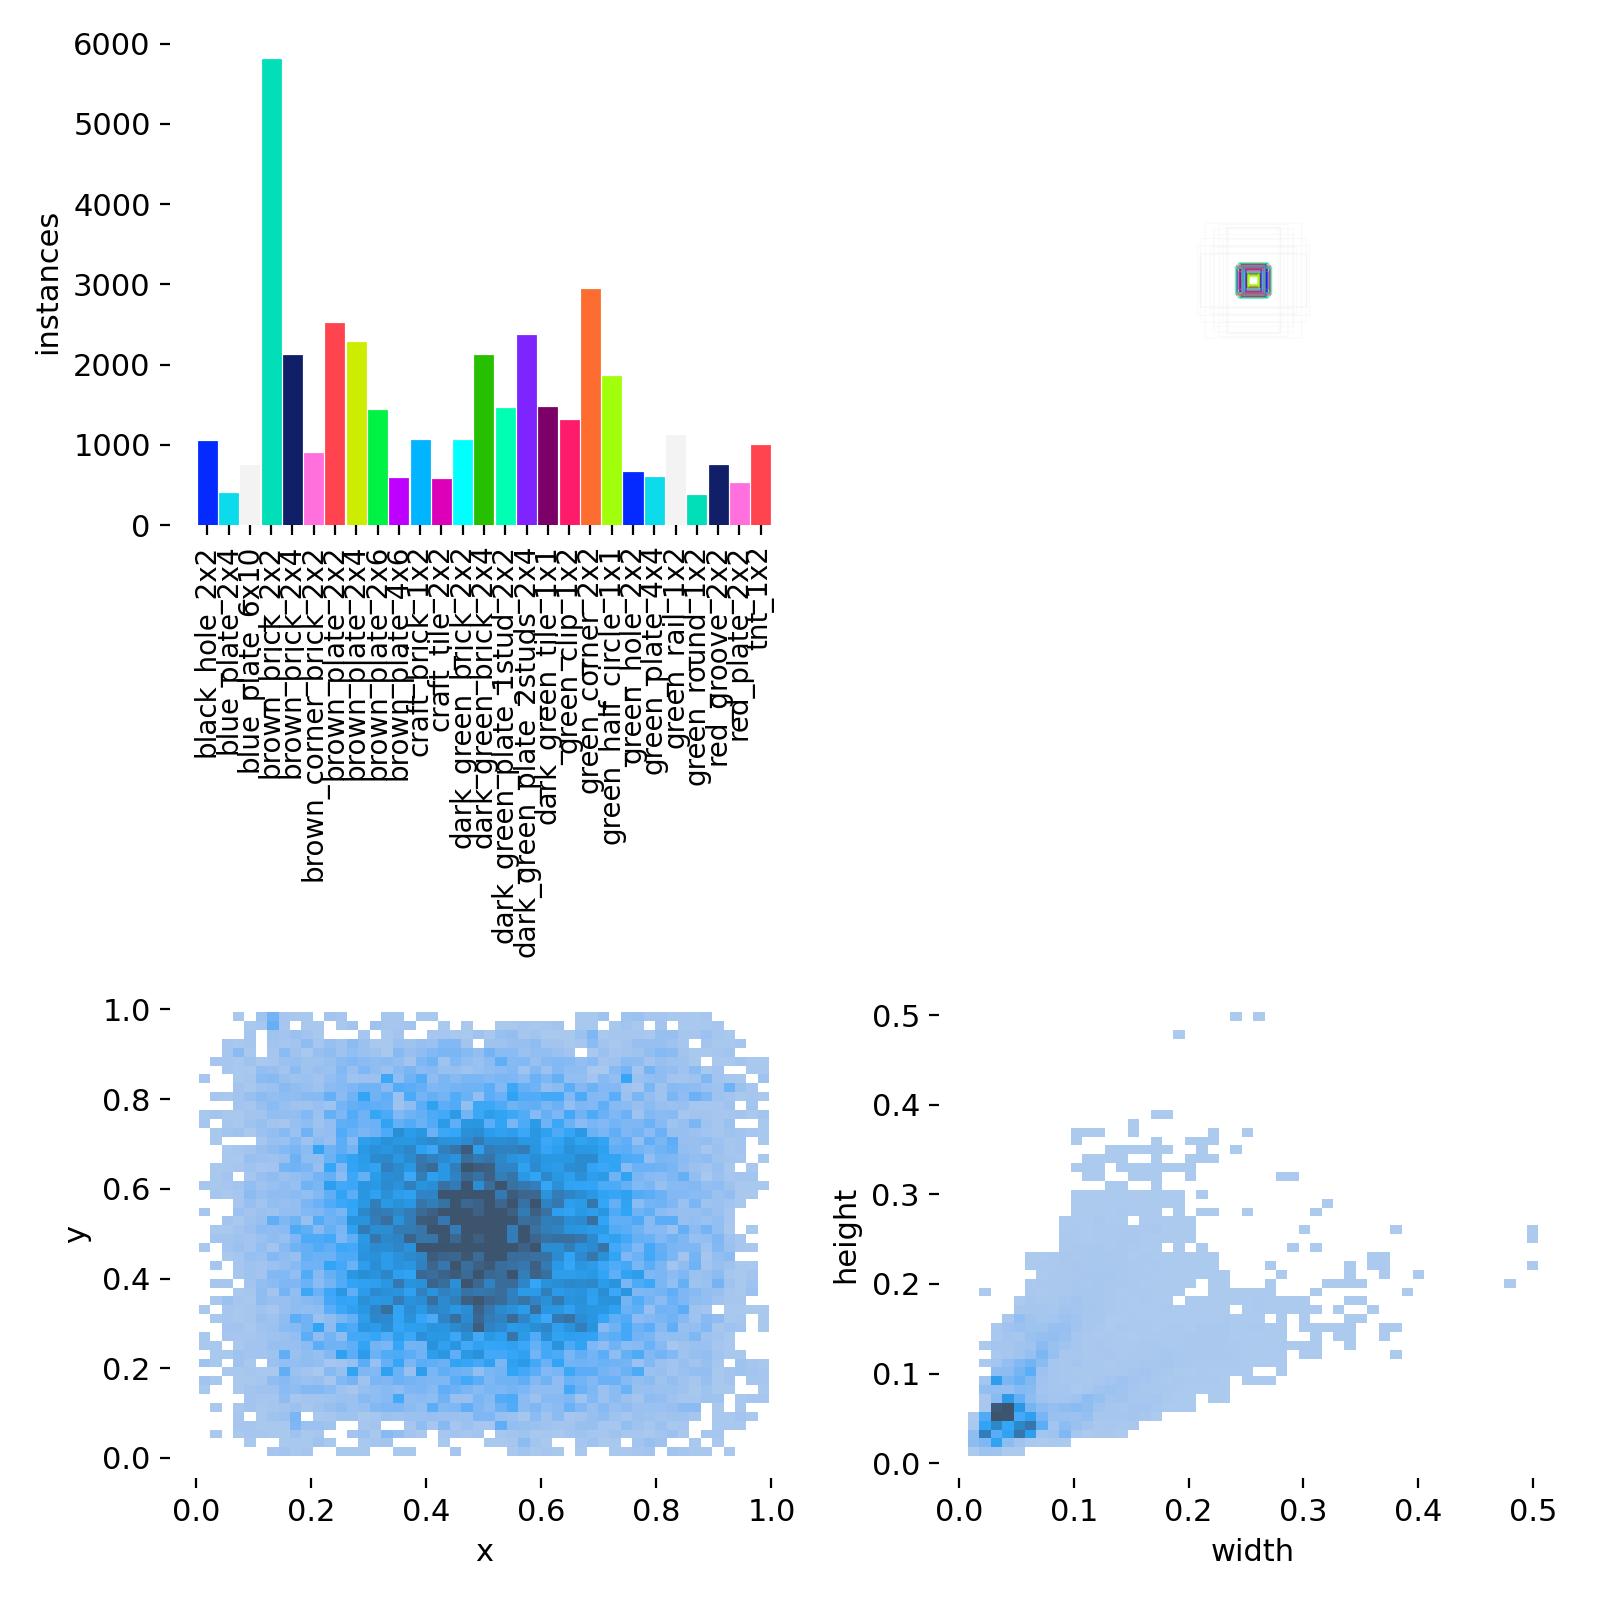 6000
5000
4000
3000
2000
1000
0
instances
black_hole_2x2
blue_plate_2x4
blue_plate_6x10
brown_brick_2x2
brown_brick_2x4
brown_corner_brick_2x2
brown_plate_2x2
brown_plate_2x4
brown_plate_2x6
brown_plate_4x6
craft_brick_1x2
craft_tile_2x2
dark_green_brick_2x2
dark_green_brick_2x4
dark_green_plate_1stud_2x2
dark_green_plate_2studs_2x4
dark_green_tile_1x1
green_clip_1x2
green_corner_2x2
green_half_circle_1x1
green_hole_2x2
green_plate_4x4
green_rail_1x2
green_round_1x2
red_groove_2x2
red_plate_2x2
tnt_1x2
1.0
0.8
0.6
0.4
0.2
0.0
y
0.0 0.2 0.4 0.6 0.8 1.0
x
0.5
0.4
0.3
0.2
0.1
0.0
height
0.0 0.1 0.2 0.3 0.4 0.5
width